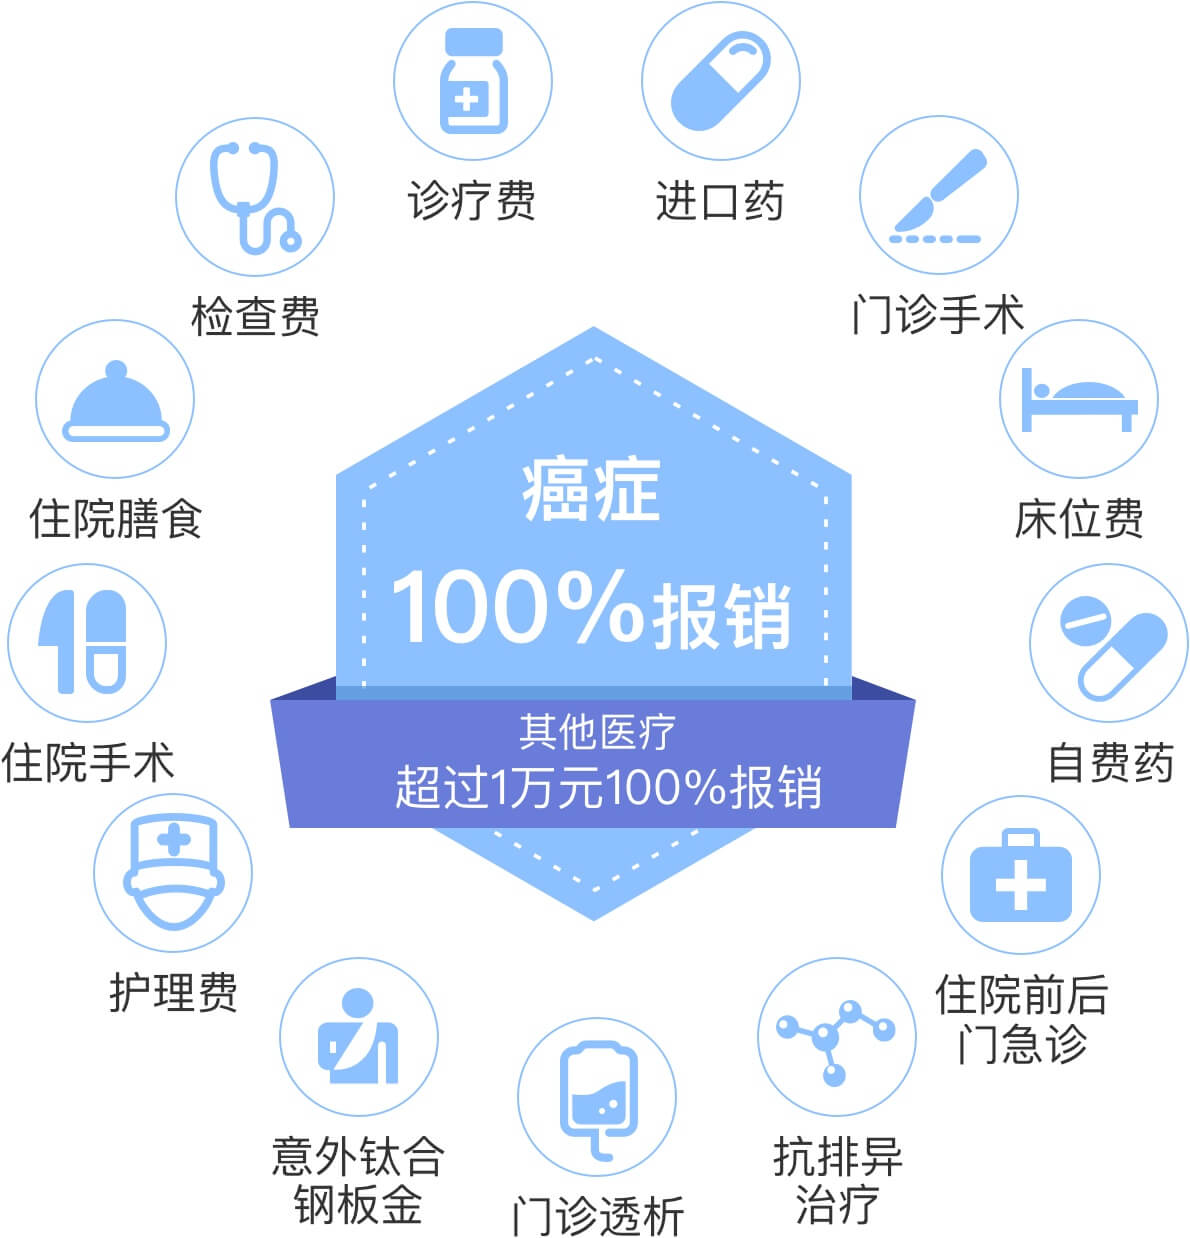 诊疗费
进口药
检查费
门诊手术
住院膳食
床位费
癌症
100%报销
其他医疗
超过1万元100%报销
住院手术
自费药
护理费
住院前后
门急诊
意外钛合
钢板金
门诊透析
抗排异
治疗